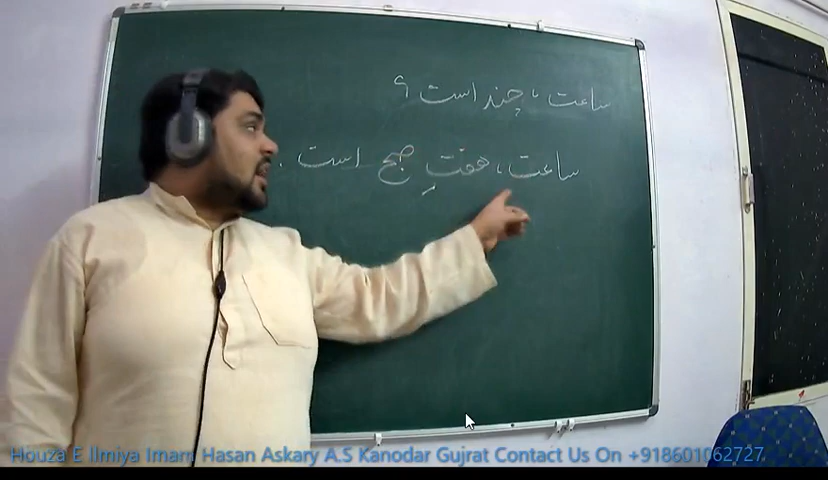 ساعت، چند است ؟
ساعت، هفتِ صبح است .
Houza E Ilmiya Imam Hasan Askary A.S Kanodar Gujrat Contact Us On +918601062727